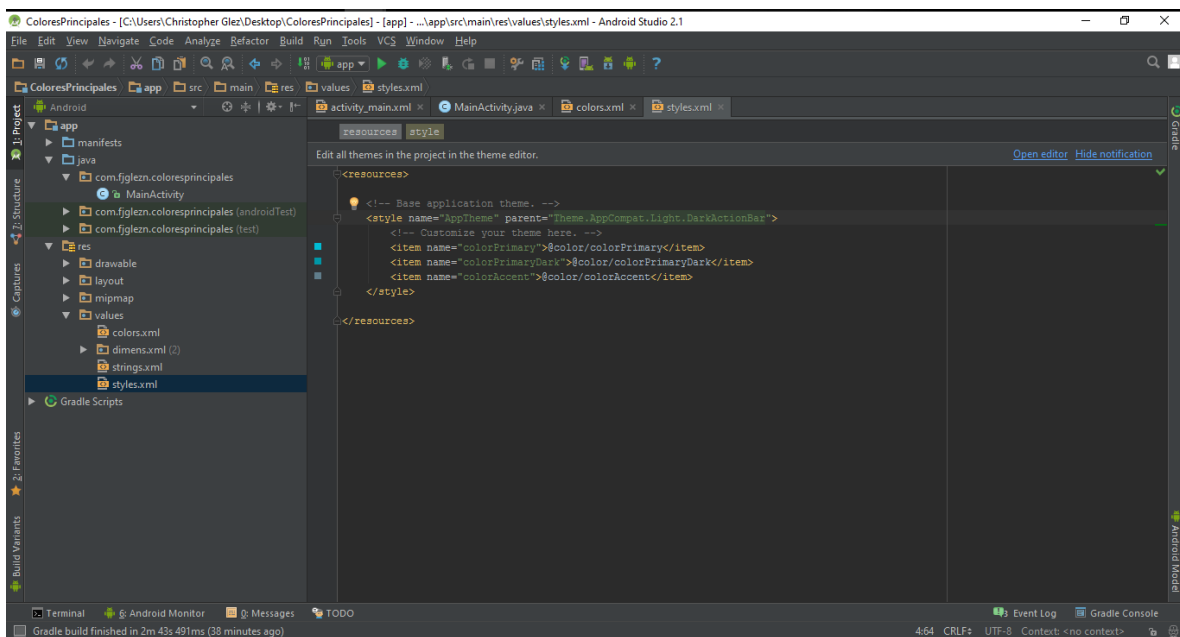 ColoresPrincipales - [C:\Users\Christopher Glez\Desktop\ColoresPrincipales] - [app] - ...\app\src\main\res\values\styles.xml - Android Studio 2.1
File Edit View Navigate Code Analyze Refactor Build Run Tools VCS Window Help
app
ColoresPrincipales app src main res values styles.xml
Android
activity_main.xml MainActivity.java colors.xml styles.xml
1: Project
Z: Structure
Captures
2: Favorites
Build Variants
app
manifests
java
com.fjglezn.coloresprincipales
MainActivity
com.fjglezn.coloresprincipales (androidTest)
com.fjglezn.coloresprincipales (test)
res
drawable
layout
mipmap
values
colors.xml
dimens.xml (2)
strings.xml
styles.xml
Gradle Scripts
resources style
Edit all themes in the project in the theme editor. Open editor Hide notification
<resources>
<!-- Base application theme. -->
<style name="AppTheme" parent="Theme.AppCompat.Light.DarkActionBar">
<!-- Customize your theme here. -->
<item name="colorPrimary">@color/colorPrimary</item>
<item name="colorPrimaryDark">@color/colorPrimaryDark</item>
<item name="colorAccent">@color/colorAccent</item>
</style>
</resources>
Gradle
Android Model
Terminal 6: Android Monitor 0: Messages TODO Event Log Gradle Console
Gradle build finished in 2m 43s 491ms (38 minutes ago) 4:64 CRLF UTF-8 Context: <no context>